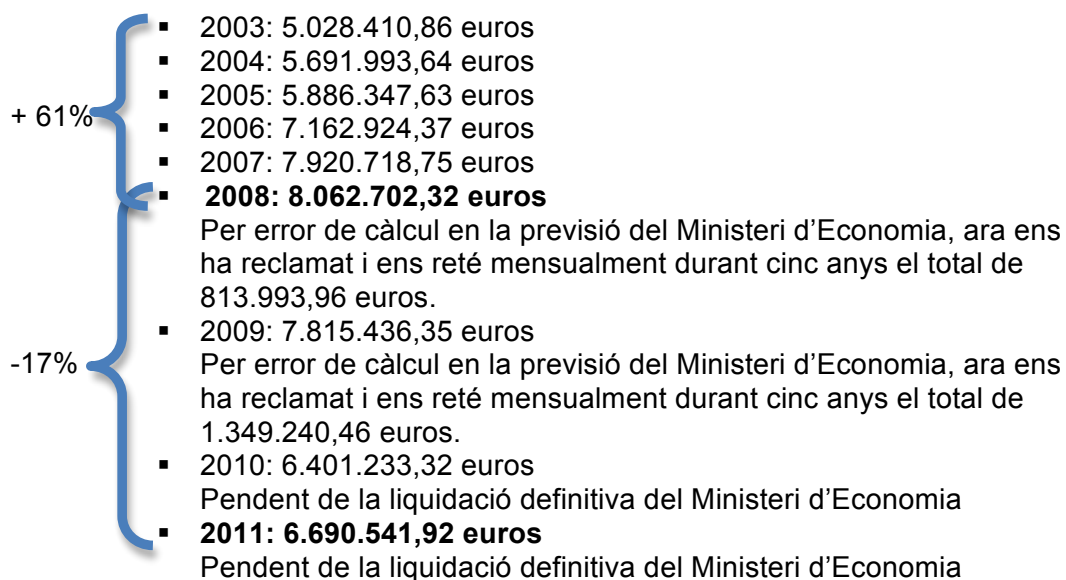 ▪ 2003: 5.028.410,86 euros
▪ 2004: 5.691.993,64 euros
▪ 2005: 5.886.347,63 euros
+ 61%
▪ 2006: 7.162.924,37 euros
▪ 2007: 7.920.718,75 euros
▪ 2008: 8.062.702,32 euros
Per error de càlcul en la previsió del Ministeri d’Economia, ara ens
ha reclamat i ens reté mensualment durant cinc anys el total de
813.993,96 euros.
▪ 2009: 7.815.436,35 euros
-17%
Per error de càlcul en la previsió del Ministeri d’Economia, ara ens
ha reclamat i ens reté mensualment durant cinc anys el total de
1.349.240,46 euros.
▪ 2010: 6.401.233,32 euros
Pendent de la liquidació definitiva del Ministeri d’Economia
▪ 2011: 6.690.541,92 euros
Pendent de la liquidació definitiva del Ministeri d’Economia